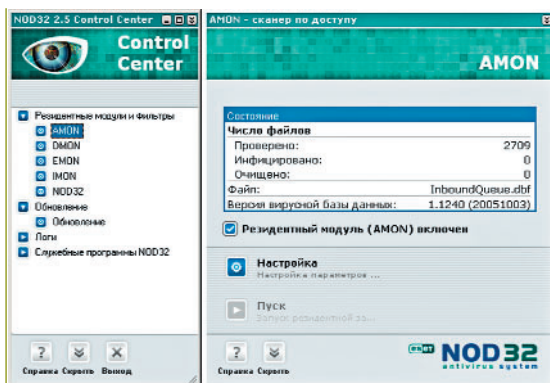 NOD32 2.5 Control Center
Control
Center
Резидентные модули и фильтры
AMON
DMON
EMON
IMON
NOD32
Обновление
Обновление
Логи
Служебные программы NOD32
Справка Скрыть Выход
AMON - сканер по доступу
AMON
Состояние
Число файлов
Проверено: 2709
Инфицировано: 0
Очищено: 0
Файл: InboundQueue.dbf
Версия вирусной базы данных: 1.1240 (20051003)
Резидентный модуль (AMON) включен
Настройка
Настройка параметров ...
Пуск
Запуск резидентной за...
Справка Скрыть
eset NOD32
antivirus system